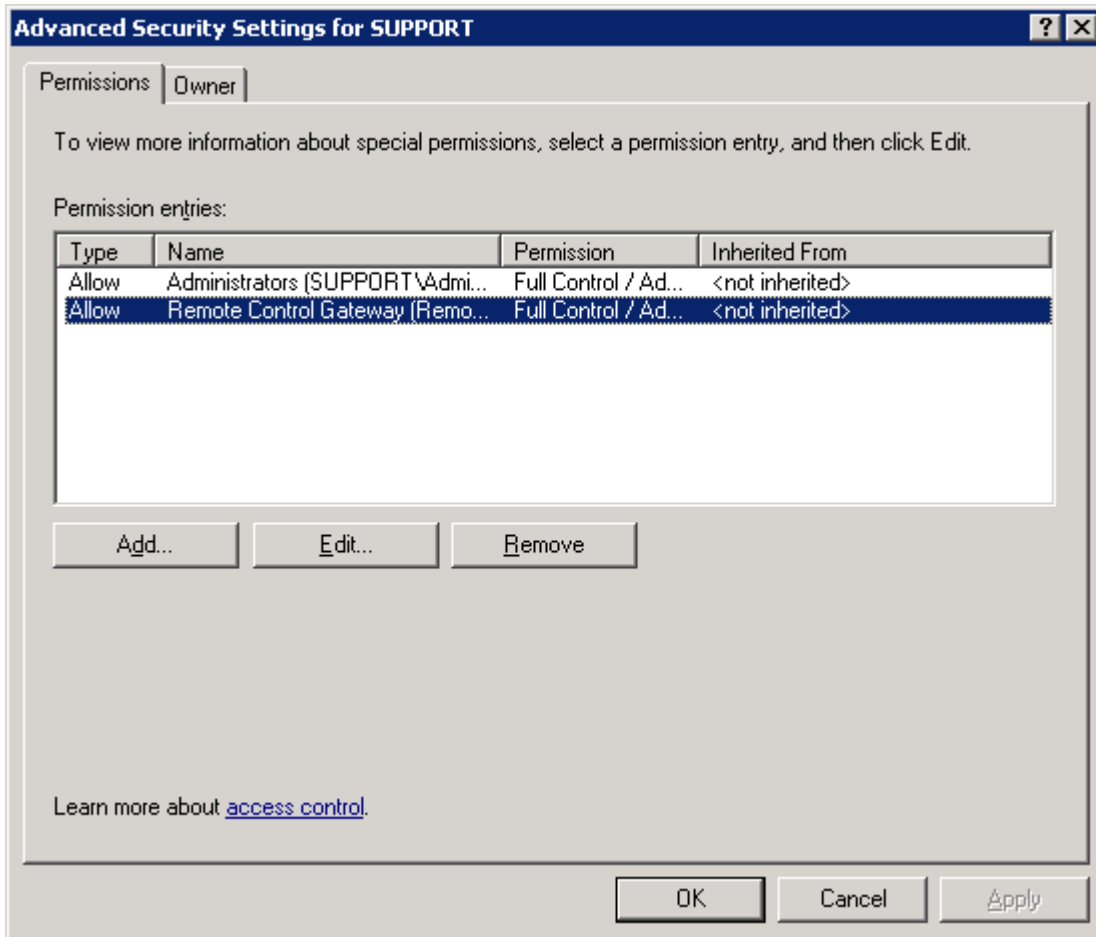 Advanced Security Settings for SUPPORT
Permissions Owner
To view more information about special permissions, select a permission entry, and then click Edit.
Permission entries:
Type Name Permission Inherited From
Allow Administrators (SUPPORT\Admi... Full Control / Ad... <not inherited>
Allow Remote Control Gateway (Remo... Full Control / Ad... <not inherited>
Add... Edit... Remove
Learn more about access control.
OK Cancel Apply